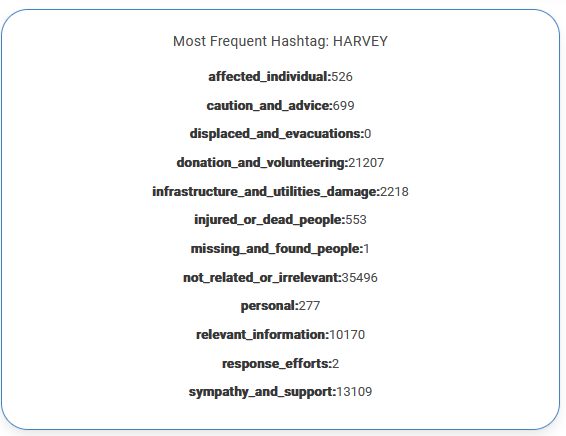 Most Frequent Hashtag: HARVEY
affected_individual:526
caution_and_advice:699
displaced_and_evacuations:0
donation_and_volunteering:21207
infrastructure_and_utilities_damage:2218
injured_or_dead_people:553
missing_and_found_people:1
not_related_or_irrelevant:35496
personal:277
relevant_information:10170
response_efforts:2
sympathy_and_support:13109